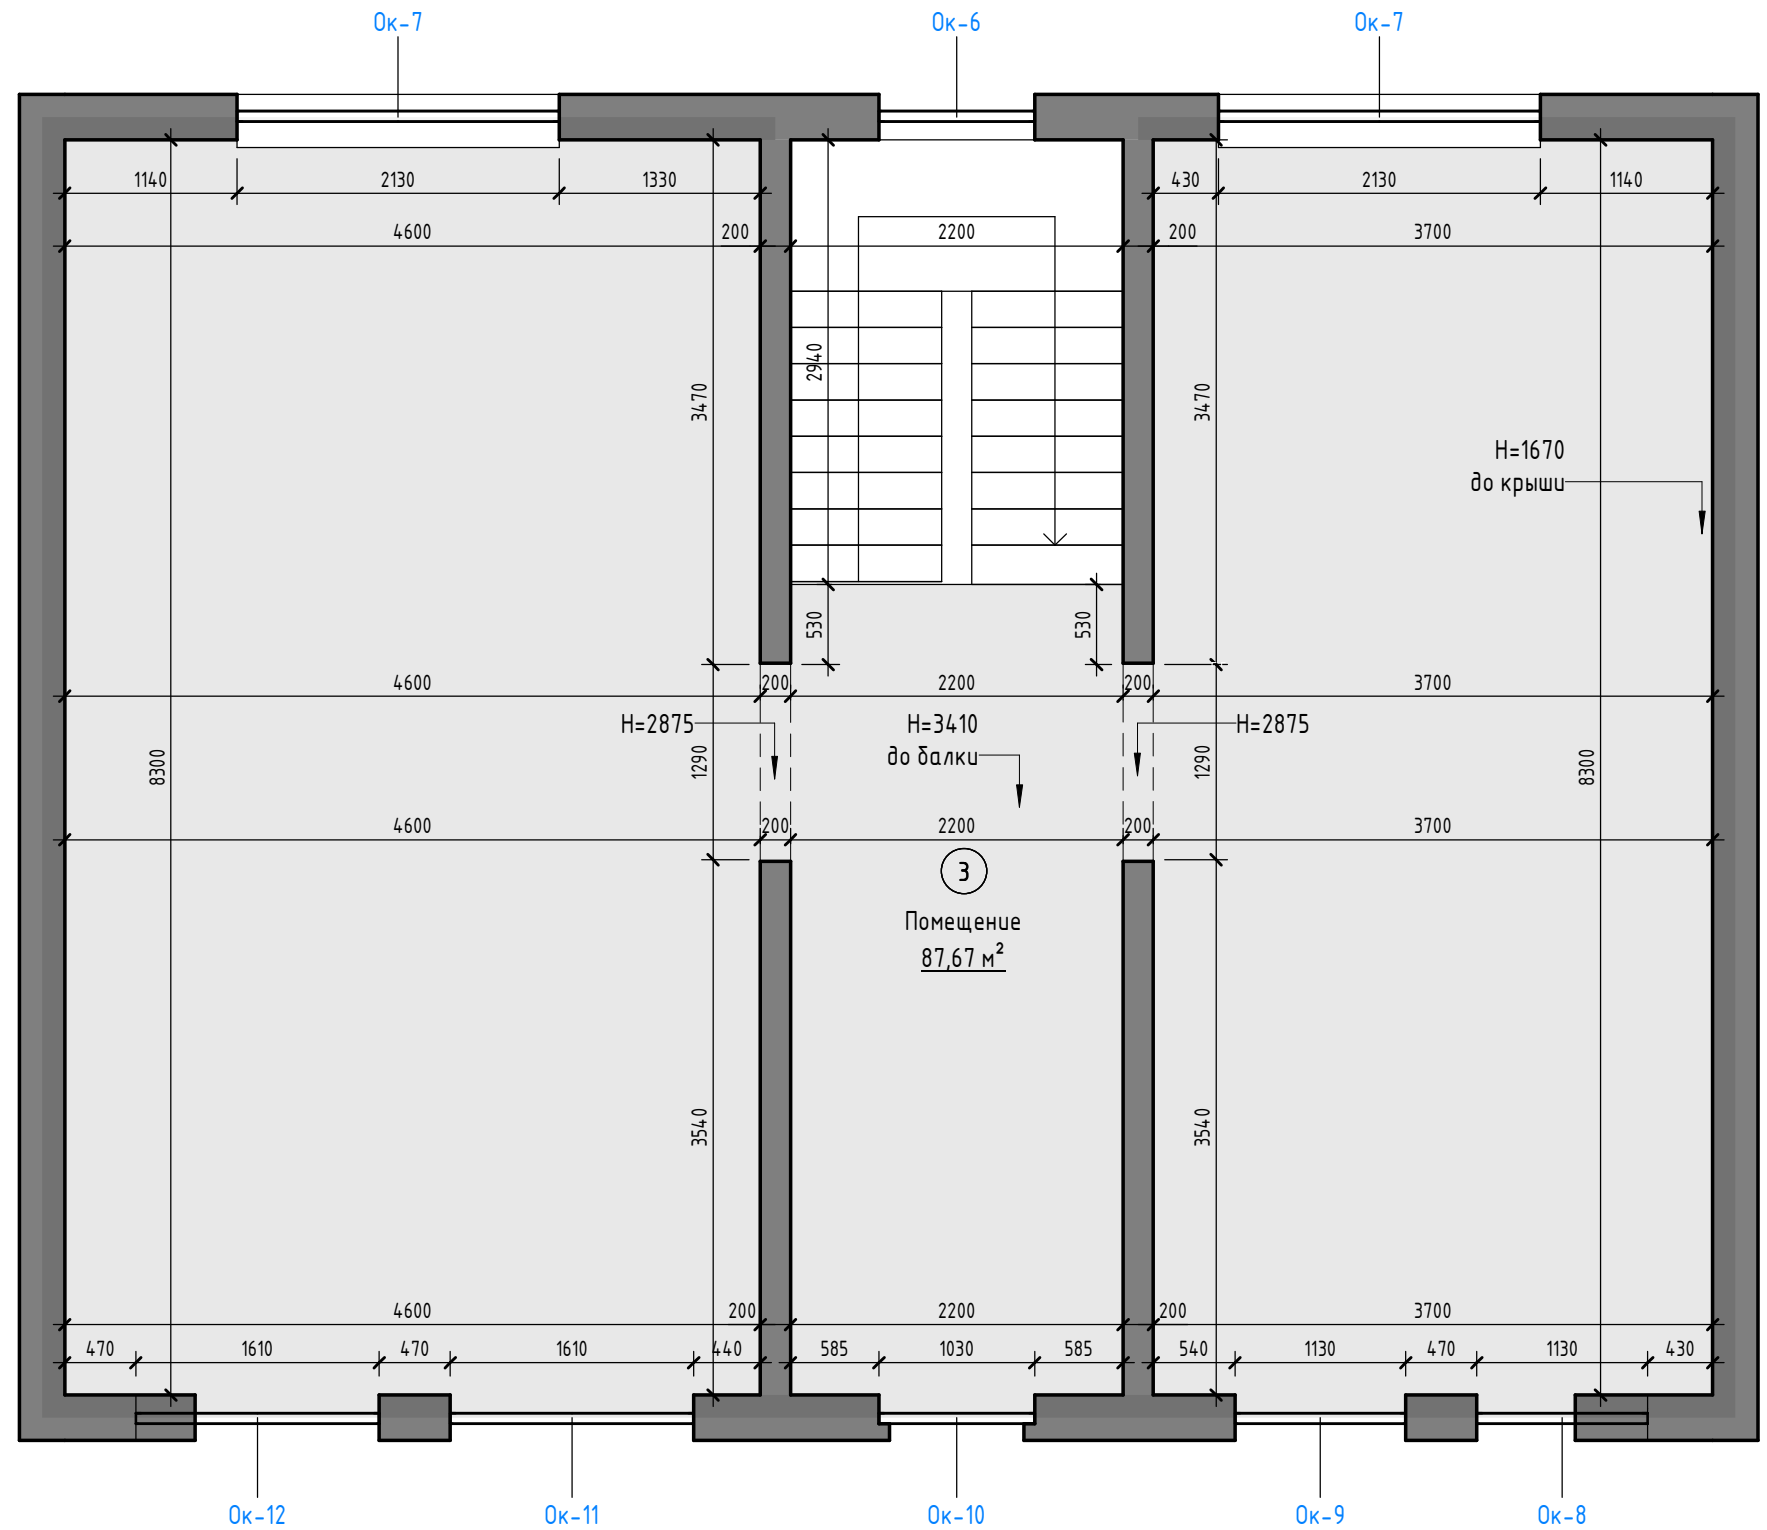 Ок-7 Ок-6 Ок-7
1140 2130 1330 430 2130 1140
4600 200 2200 200 3700
2940
3470 3470
H=1670
до крыши
530 530
4600 200 2200 200 3700
H=2875 H=3410 H=2875
до балки
8300 1290 1290 8300
4600 200 2200 200 3700
3
Помещение
87,67 м²
3540 3540
4600 200 2200 200 3700
470 1610 470 1610 440 585 1030 585 540 1130 470 1130 430
Ок-12 Ок-11 Ок-10 Ок-9 Ок-8